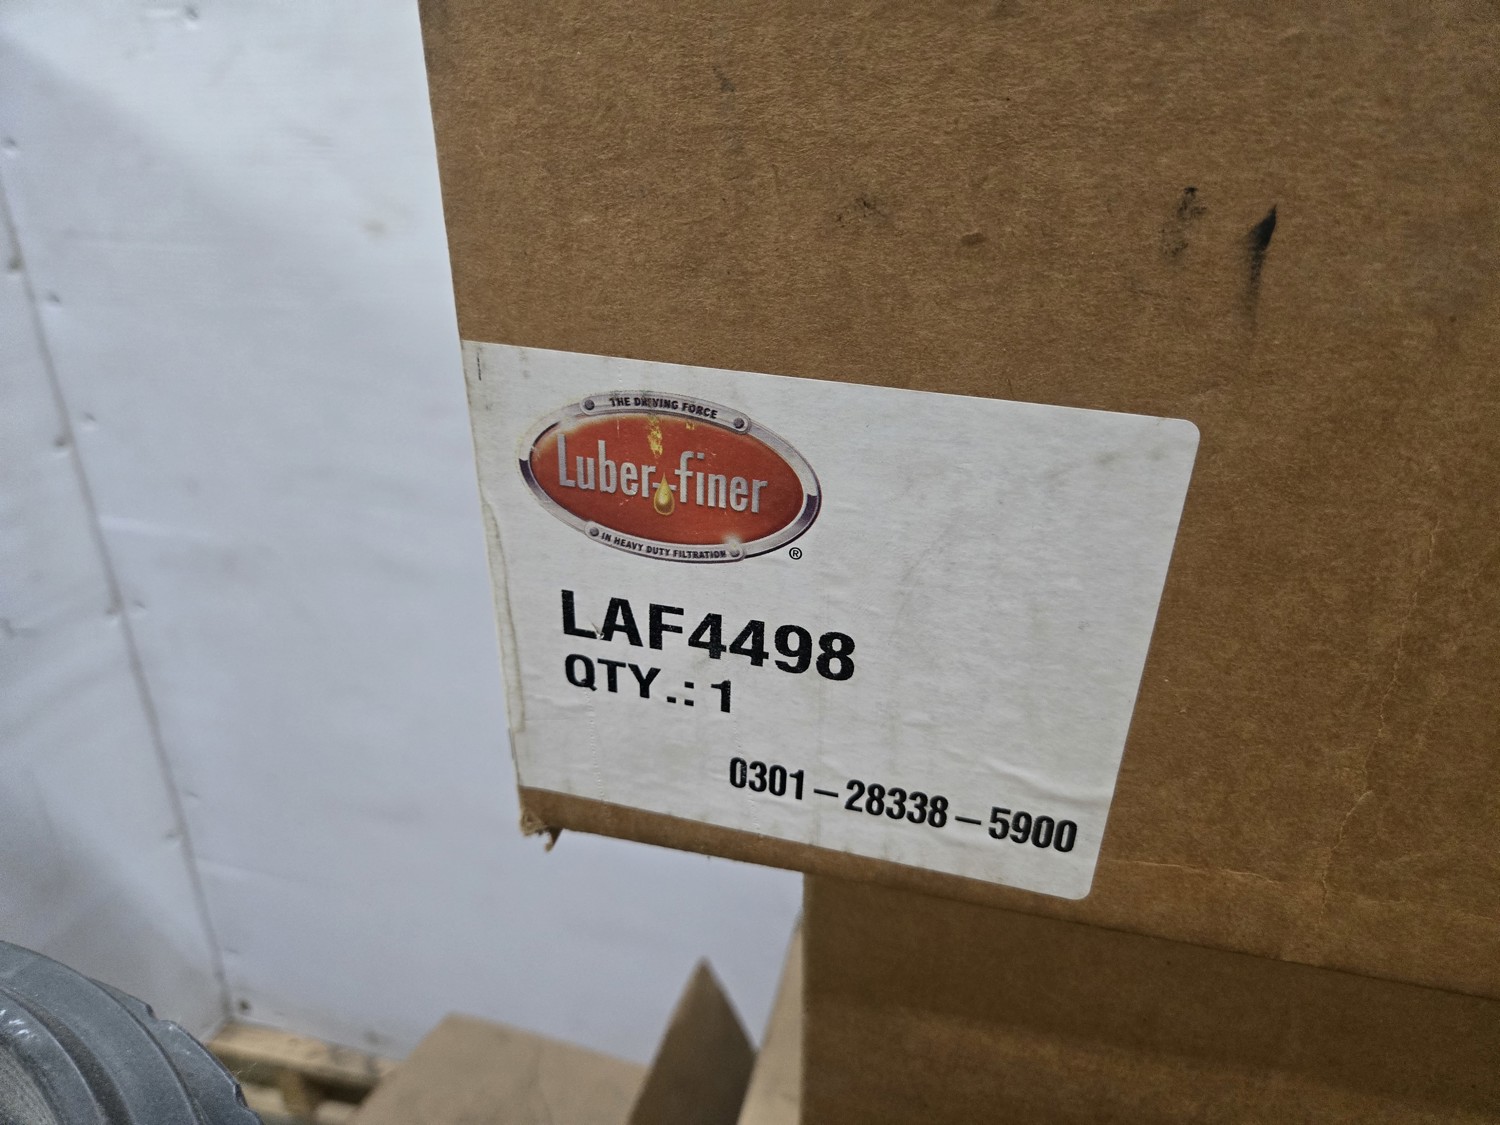 THE DRIVING FORCE
Luber-finer
IN HEAVY DUTY FILTRATION
®
LAF4498
QTY.: 1
0301-28338-5900